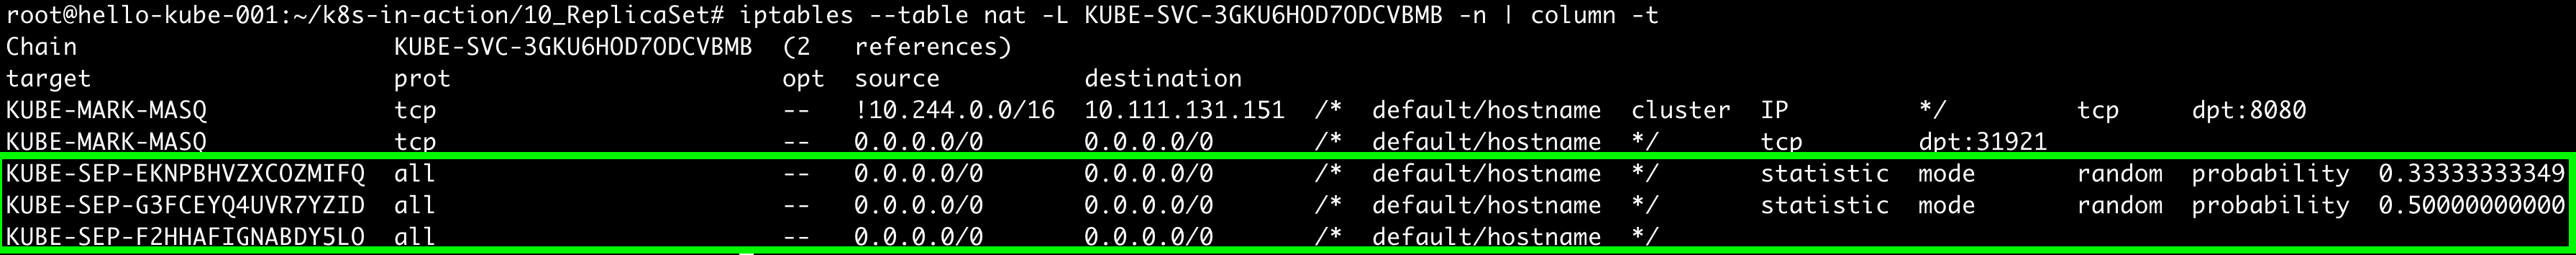 root@hello-kube-001:~/k8s-in-action/10_ReplicaSet# iptables --table nat -L KUBE-SVC-3GKU6HOD7ODCVBMB -n | column -t
Chain KUBE-SVC-3GKU6HOD7ODCVBMB (2 references)
target prot opt source destination
KUBE-MARK-MASQ tcp -- !10.244.0.0/16 10.111.131.151 /* default/hostname cluster IP */ tcp dpt:8080
KUBE-MARK-MASQ tcp -- 0.0.0.0/0 0.0.0.0/0 /* default/hostname */ tcp dpt:31921
KUBE-SEP-EKNPBHVZXCOZMIFQ all -- 0.0.0.0/0 0.0.0.0/0 /* default/hostname */ statistic mode random probability 0.33333333349
KUBE-SEP-G3FCEYQ4UVR7YZID all -- 0.0.0.0/0 0.0.0.0/0 /* default/hostname */ statistic mode random probability 0.50000000000
KUBE-SEP-F2HHAFIGNABDY5LO all -- 0.0.0.0/0 0.0.0.0/0 /* default/hostname */